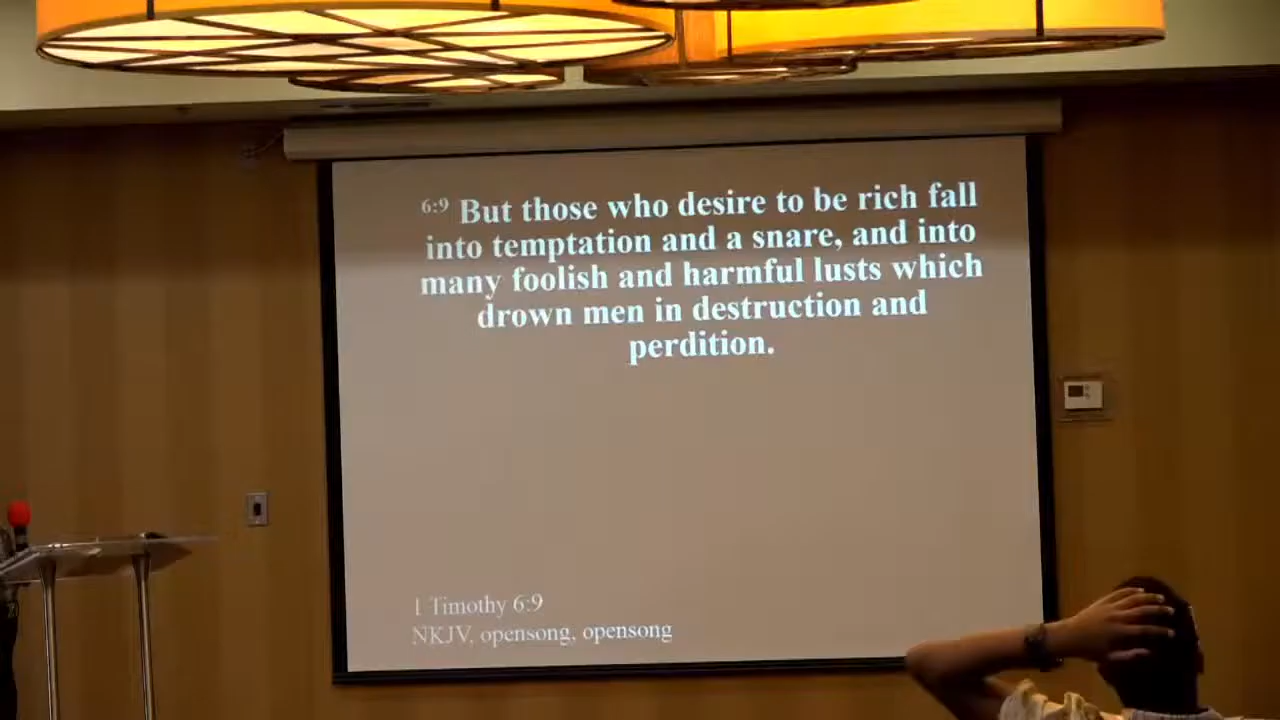 6:9 But those who desire to be rich fall
into temptation and a snare, and into
many foolish and harmful lusts which
drown men in destruction and
perdition.
1 Timothy 6:9
NKJV, opensong, opensong